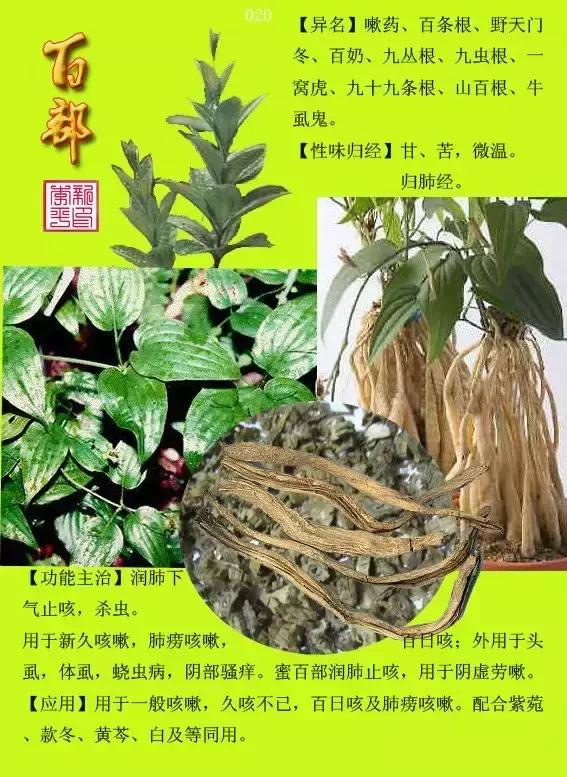 020
百部
【异名】嗽药、百条根、野天门
冬、百奶、九丛根、九虫根、一
窝虎、九十九条根、山百根、牛
虱鬼。
【性味归经】甘、苦，微温。
归肺经。
【功能主治】润肺下
气止咳，杀虫。
用于新久咳嗽，肺痨咳嗽， 百日咳；外用于头
虱，体虱，蛲虫病，阴部骚痒。蜜百部润肺止咳，用于阴虚劳嗽。
【应用】用于一般咳嗽，久咳不已，百日咳及肺痨咳嗽。配合紫菀
、款冬、黄芩、白及等同用。